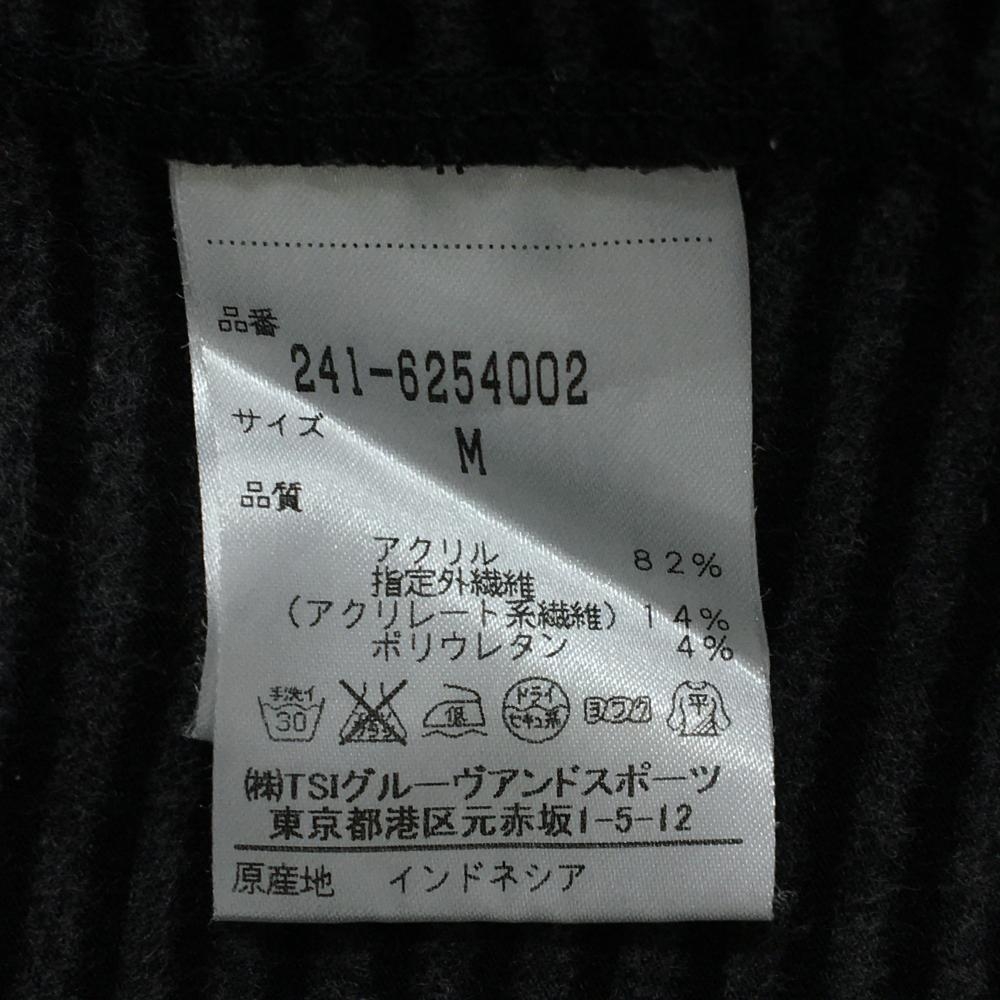 品番
241-6254002
サイズ
M
品質
アクリル 82%
指定外繊維
(アクリレート系繊維) 14%
ポリウレタン 4%
手洗イ 30 低 ドライ セキユ系 ヨワク 平
㈱TSIグルーヴアンドスポーツ
東京都港区元赤坂1-5-12
原産地 インドネシア